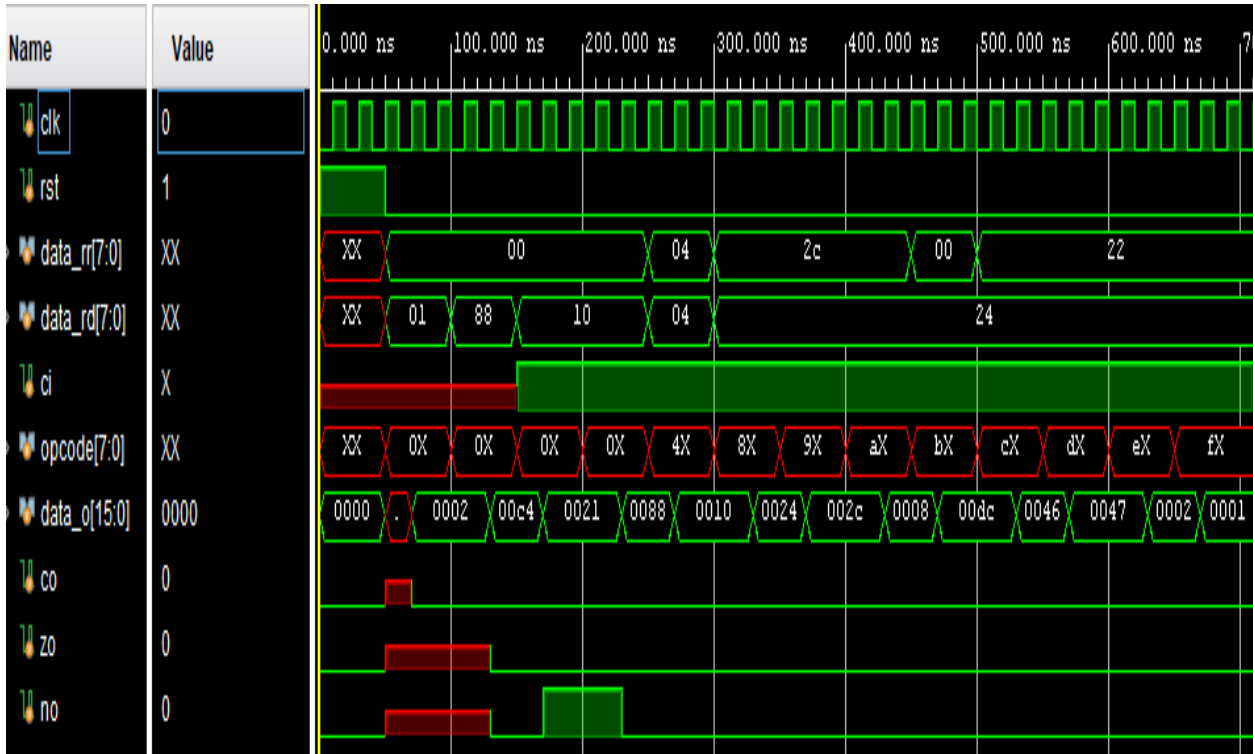 Name Value 0.000 ns 100.000 ns 200.000 ns 300.000 ns 400.000 ns 500.000 ns 600.000 ns 7
clk 0
rst 1
data_rr[7:0] XX XX 00 04 2c 00 22
data_rd[7:0] XX XX 01 88 10 04 24
ci X
opcode[7:0] XX XX 0X 0X 0X 0X 4X 8X 9X aX bX cX dX eX fX
data_o[15:0] 0000 0000 . 0002 00c4 0021 0088 0010 0024 002c 0008 00dc 0046 0047 0002 0001
co 0
zo 0
no 0